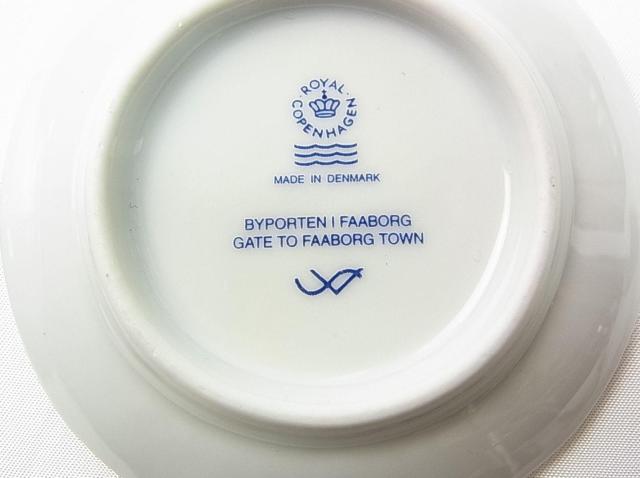 ROYAL
COPENHAGEN
MADE IN DENMARK
BYPORTEN I FAABORG
GATE TO FAABORG TOWN